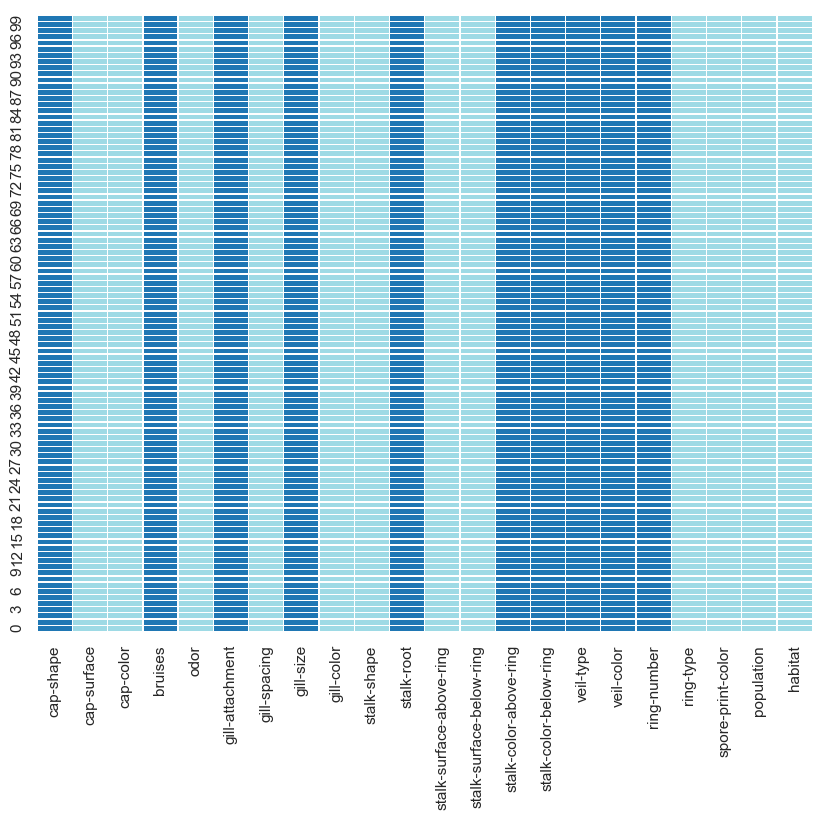 99
96
93
90
87
84
81
78
75
72
69
66
63
60
57
54
51
48
45
42
39
36
33
30
27
24
21
18
15
12
9
6
3
0
cap-shape
cap-surface
cap-color
bruises
odor
gill-attachment
gill-spacing
gill-size
gill-color
stalk-shape
stalk-root
stalk-surface-above-ring
stalk-surface-below-ring
stalk-color-above-ring
stalk-color-below-ring
veil-type
veil-color
ring-number
ring-type
spore-print-color
population
habitat